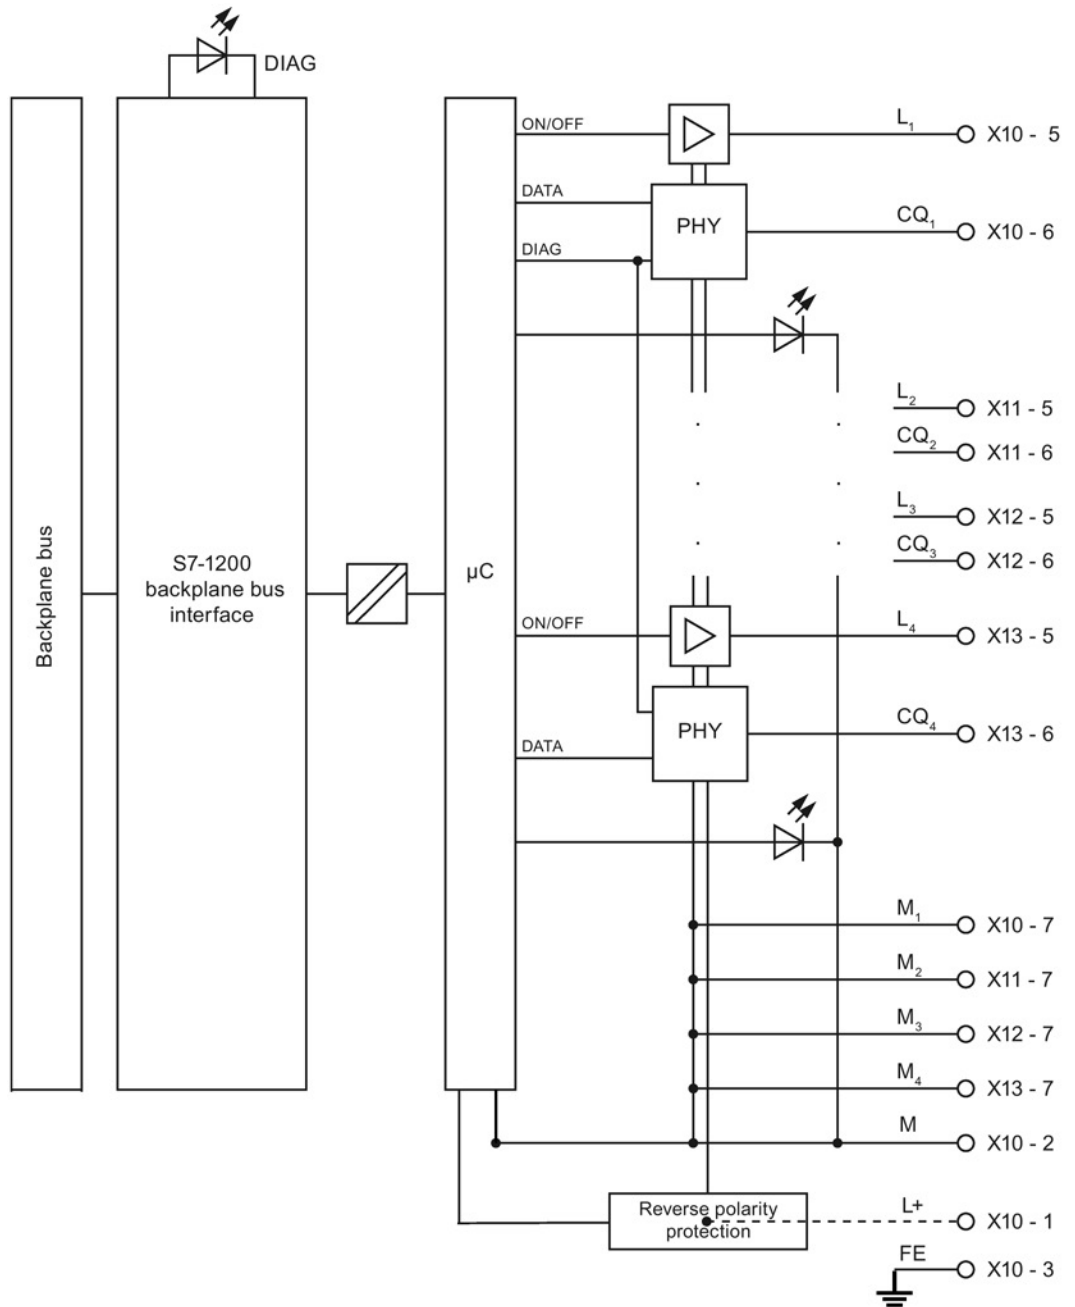 DIAG
Backplane bus
S7-1200
backplane bus
interface
µC
ON/OFF
L1
X10 - 5
DATA
PHY
CQ1
X10 - 6
DIAG
L2
X11 - 5
CQ2
X11 - 6
L3
X12 - 5
CQ3
X12 - 6
ON/OFF
L4
X13 - 5
PHY
CQ4
X13 - 6
DATA
M1
X10 - 7
M2
X11 - 7
M3
X12 - 7
M4
X13 - 7
M
X10 - 2
Reverse polarity
protection
L+
X10 - 1
FE
X10 - 3